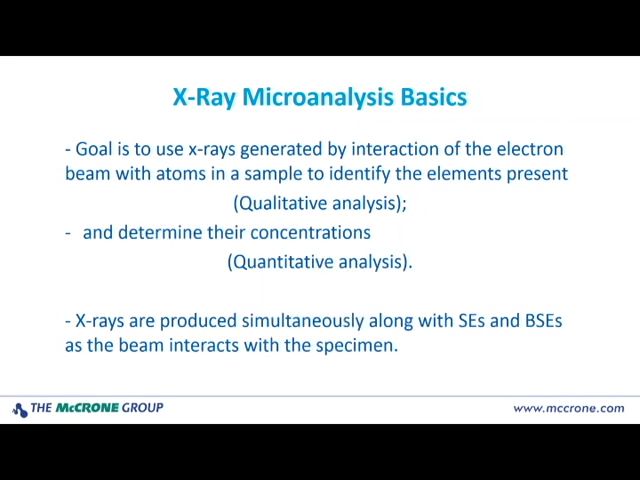 X-Ray Microanalysis Basics
- Goal is to use x-rays generated by interaction of the electron
beam with atoms in a sample to identify the elements present
(Qualitative analysis);
- and determine their concentrations
(Quantitative analysis).
- X-rays are produced simultaneously along with SEs and BSEs
as the beam interacts with the specimen.
THE McCRONE GROUP
www.mccrone.com